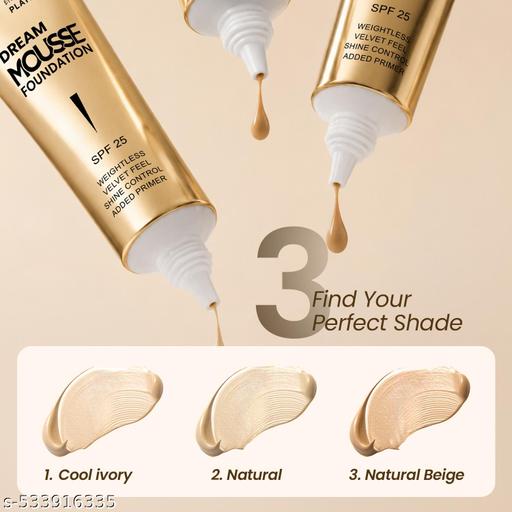 DREAM
MOUSSE
FOUNDATION
SPF 25
WEIGHTLESS
VELVET FEEL
SHINE CONTROL
ADDED PRIMER
SPF 25
WEIGHTLESS
VELVET FEEL
SHINE CONTROL
ADDED PRIMER
3
Find Your
Perfect Shade
1. Cool ivory
2. Natural
3. Natural Beige
s-533916335